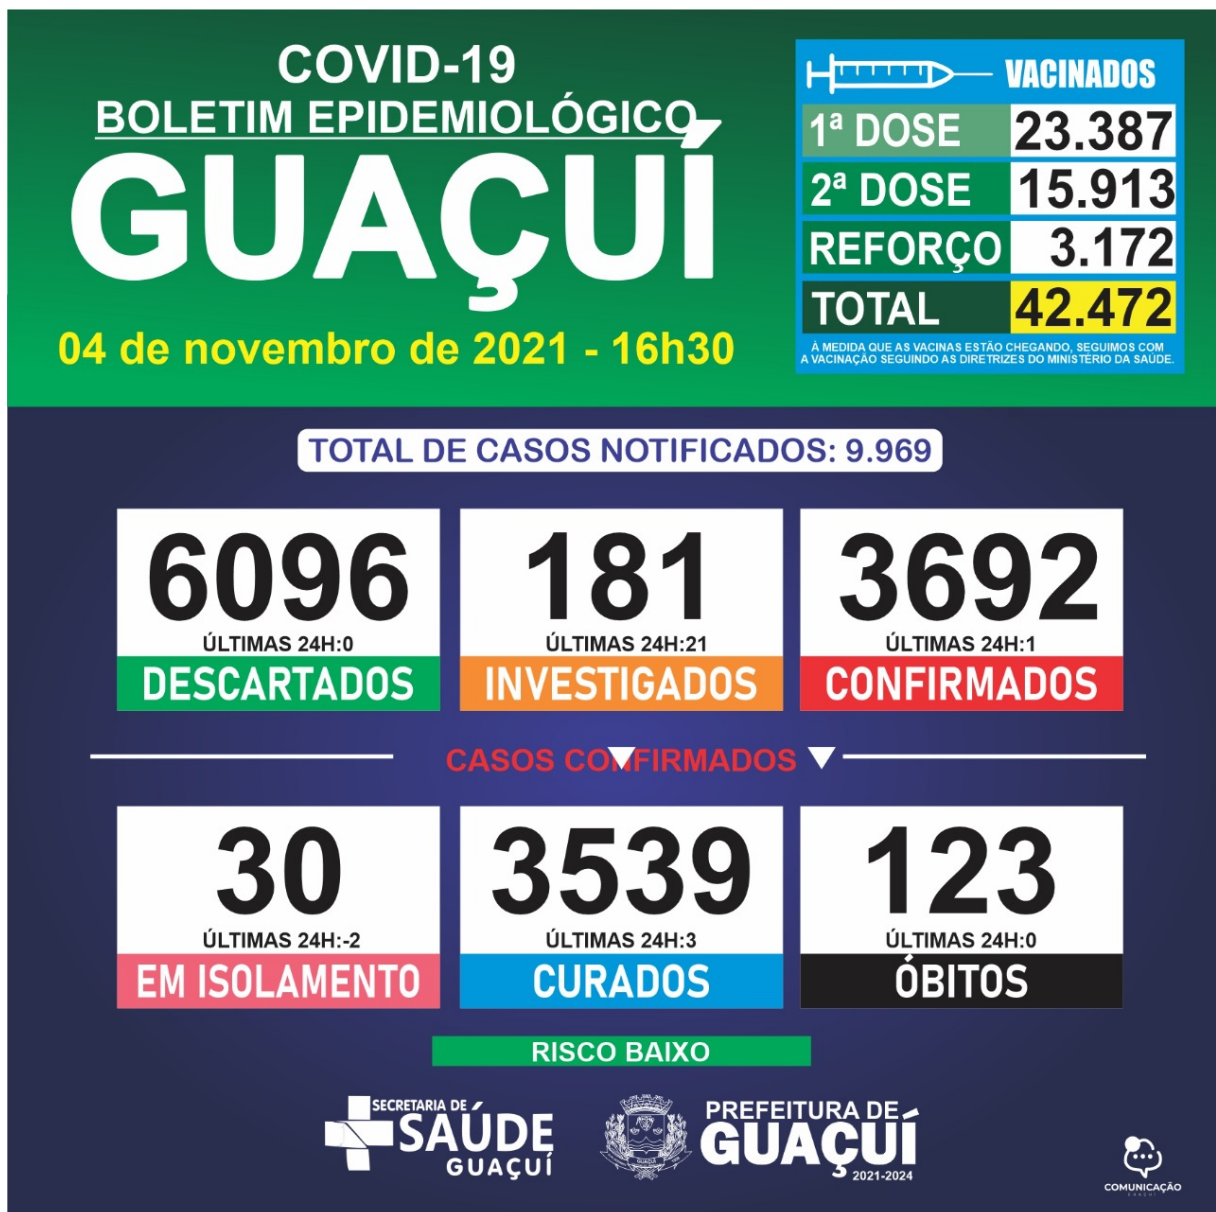 COVID-19
BOLETIM EPIDEMIOLÓGICO
GUAÇUÍ
04 de novembro de 2021 - 16h30
VACINADOS
1ª DOSE 23.387
2ª DOSE 15.913
REFORÇO 3.172
TOTAL 42.472
À MEDIDA QUE AS VACINAS ESTÃO CHEGANDO, SEGUIMOS COM
A VACINAÇÃO SEGUINDO AS DIRETRIZES DO MINISTÉRIO DA SAÚDE.
TOTAL DE CASOS NOTIFICADOS: 9.969
6096
ÚLTIMAS 24H:0
DESCARTADOS
181
ÚLTIMAS 24H:21
INVESTIGADOS
3692
ÚLTIMAS 24H:1
CONFIRMADOS
CASOS CONFIRMADOS
30
ÚLTIMAS 24H:-2
EM ISOLAMENTO
3539
ÚLTIMAS 24H:3
CURADOS
123
ÚLTIMAS 24H:0
ÓBITOS
RISCO BAIXO
SECRETARIA DE
SAÚDE
GUAÇUÍ
GUAÇUÍ
PREFEITURA DE
GUAÇUÍ
2021-2024
COMUNICAÇÃO